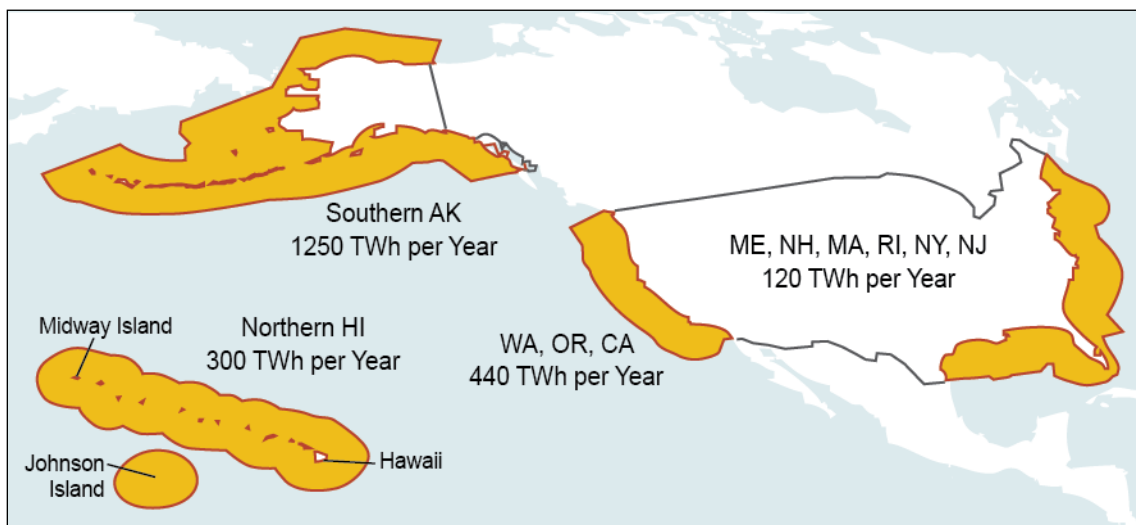 Southern AK
1250 TWh per Year
ME, NH, MA, RI, NY, NJ
120 TWh per Year
Midway Island
Northern HI
300 TWh per Year
WA, OR, CA
440 TWh per Year
Johnson
Island
Hawaii